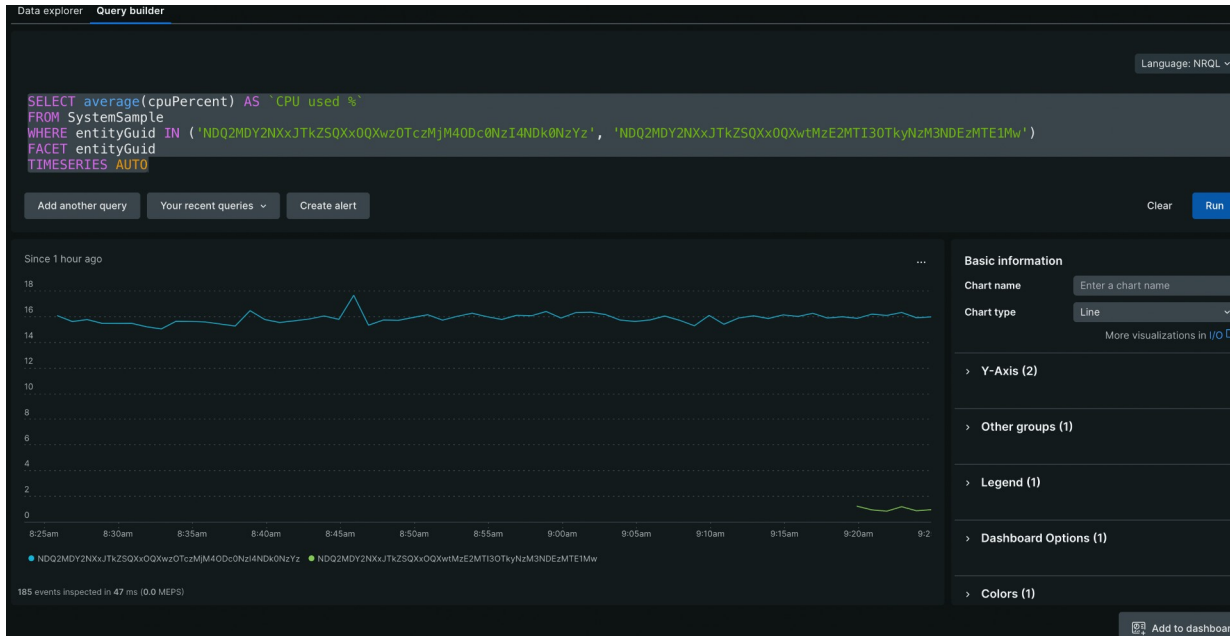 Data explorer Query builder
Language: NRQL
SELECT average(cpuPercent) AS `CPU used %`
FROM SystemSample
WHERE entityGuid IN ('NDQ2MDY2NXxJTkZSQXxOQXwzOTczMjM4ODc0NzI4NDk0NzYz', 'NDQ2MDY2NXxJTkZSQXxOQXwtMzE2MTI3OTkyNzM3NDEzMTE1Mw')
FACET entityGuid
TIMESERIES AUTO
Add another query Your recent queries Create alert Clear Run
Since 1 hour ago
...
18
16
14
12
10
8
6
4
2
0
8:25am 8:30am 8:35am 8:40am 8:45am 8:50am 8:55am 9:00am 9:05am 9:10am 9:15am 9:20am 9:2
NDQ2MDY2NXxJTkZSQXxOQXwzOTczMjM4ODc0NzI4NDk0NzYz NDQ2MDY2NXxJTkZSQXxOQXwtMzE2MTI3OTkyNzM3NDEzMTE1Mw
185 events inspected in 47 ms (0.0 MEPS)
Basic information
Chart name Enter a chart name
Chart type Line
More visualizations in I/O
Y-Axis (2)
Other groups (1)
Legend (1)
Dashboard Options (1)
Colors (1)
Add to dashboar